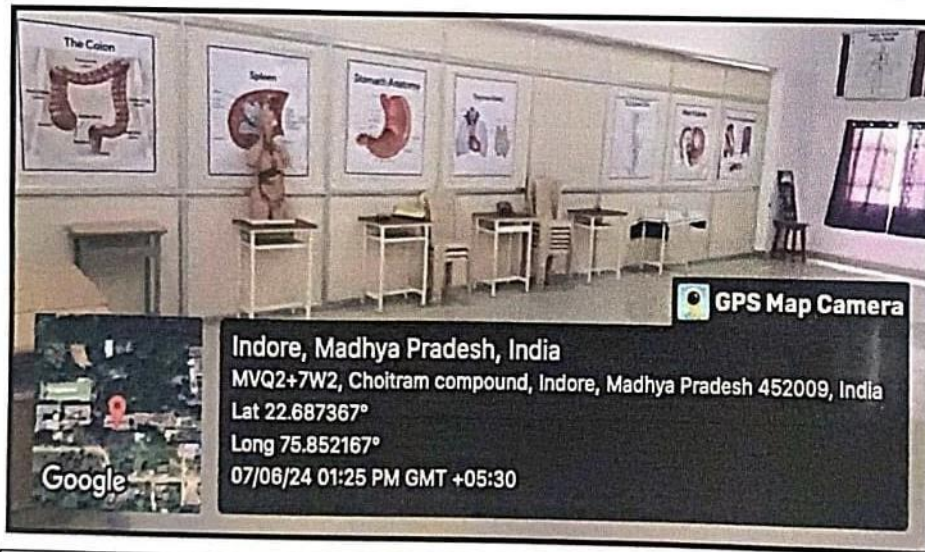 The Colon
Spleen
Stomach Anatomy
GPS Map Camera
Indore, Madhya Pradesh, India
MVQ2+7W2, Choitram compound, Indore, Madhya Pradesh 452009, India
Lat 22.687367°
Long 75.852167°
07/06/24 01:25 PM GMT +05:30
Google